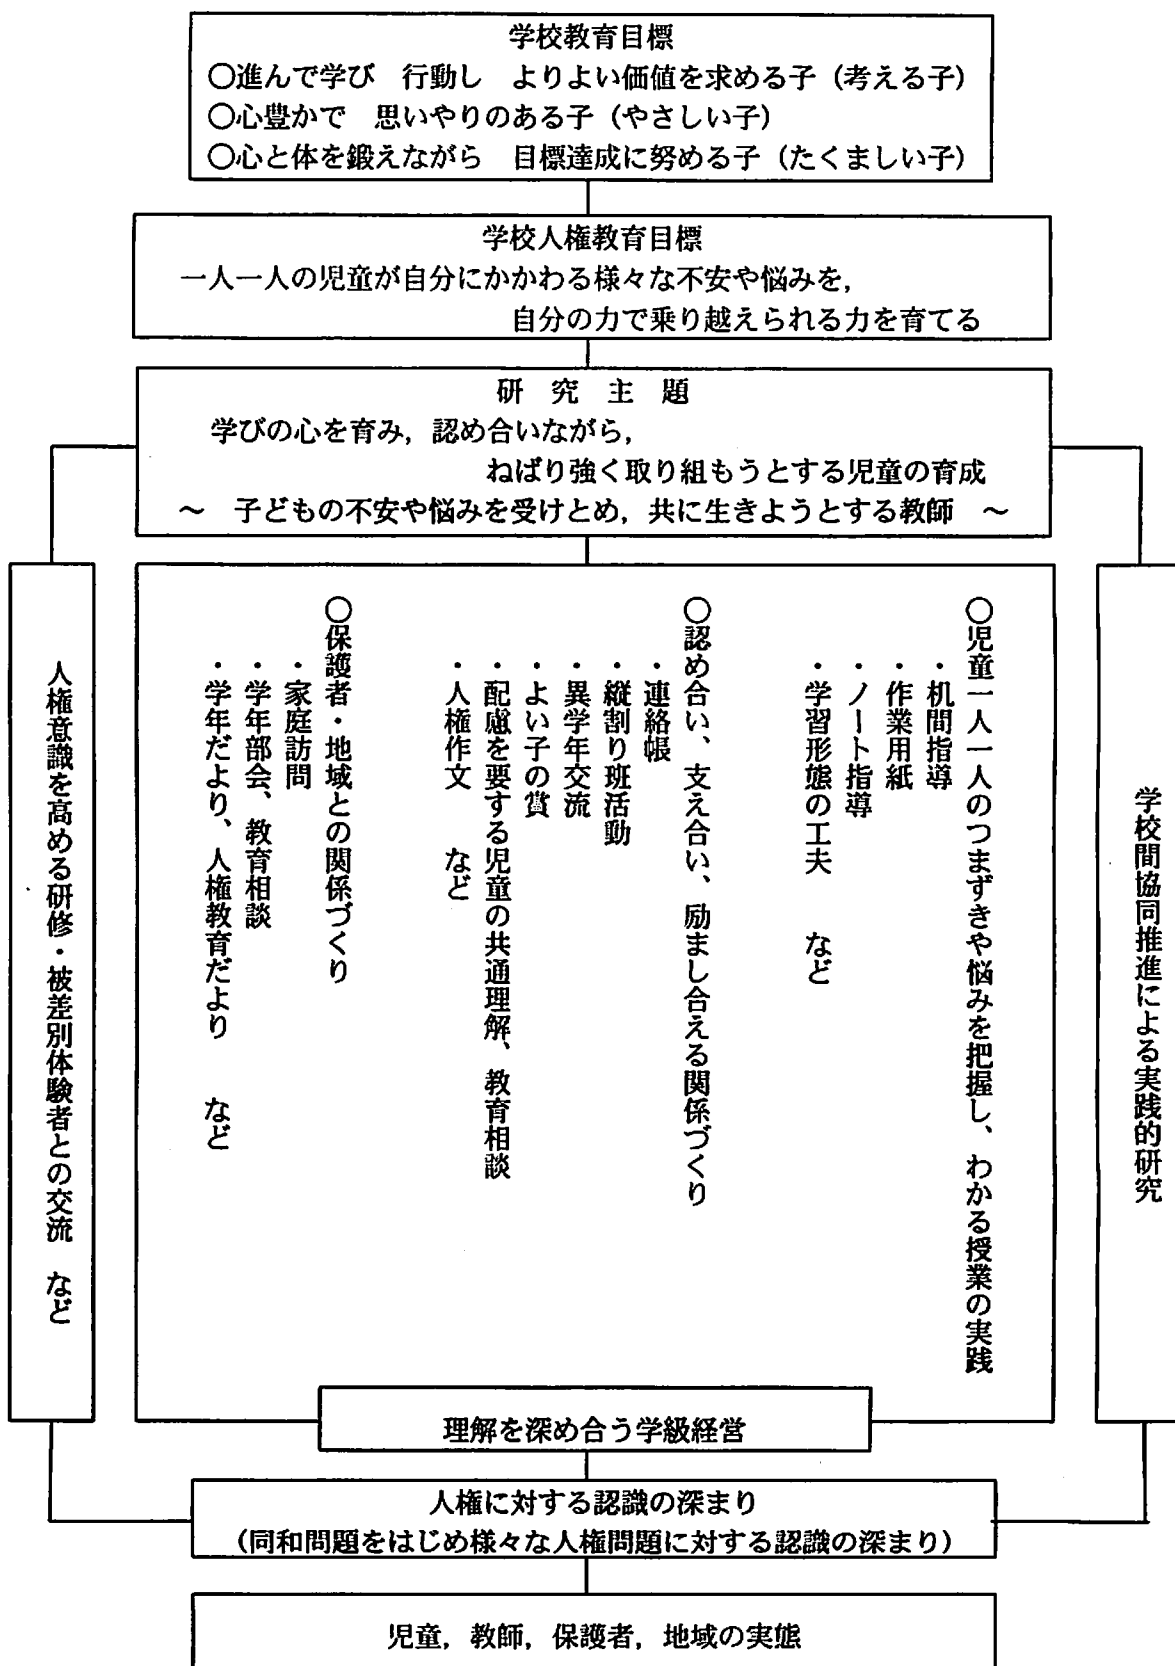 学校教育目標
○進んで学び　行動し　よりよい価値を求める子（考える子）
○心豊かで　思いやりのある子（やさしい子）
○心と体を鍛えながら　目標達成に努める子（たくましい子）
学校人権教育目標
一人一人の児童が自分にかかわる様々な不安や悩みを，
自分の力で乗り越えられる力を育てる
研　究　主　題
学びの心を育み，認め合いながら，
ねばり強く取り組もうとする児童の育成
～　子どもの不安や悩みを受けとめ，共に生きようとする教師　～
学校間協同推進による実践的研究
○児童一人一人のつまずきや悩みを把握し、わかる授業の実践
・机間指導
・作業用紙
・ノート指導
・学習形態の工夫　　など
○認め合い、支え合い、励まし合える関係づくり
・連絡帳
・縦割り班活動
・異学年交流
・よい子の賞
・配慮を要する児童の共通理解、教育相談
・人権作文　　など
○保護者・地域との関係づくり
・家庭訪問
・学年部会、教育相談
・学年だより、人権教育だより　　など
人権意識を高める研修・被差別体験者との交流　など
理解を深め合う学級経営
人権に対する認識の深まり
（同和問題をはじめ様々な人権問題に対する認識の深まり）
児童，教師，保護者，地域の実態